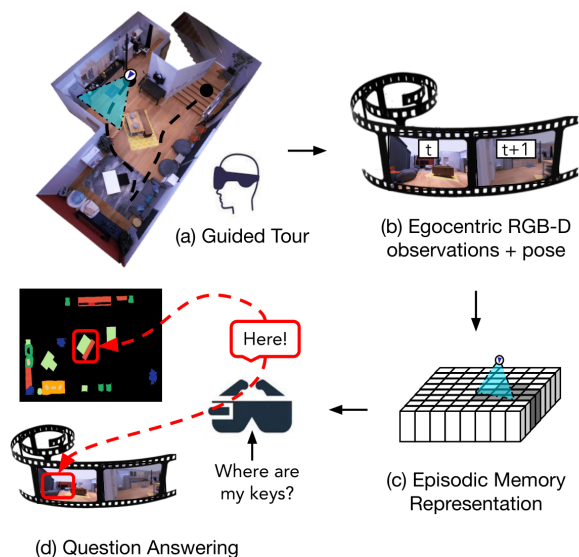 (a) Guided Tour
t
t+1
(b) Egocentric RGB-D
observations + pose
(c) Episodic Memory
Representation
Here!
Where are
my keys?
(d) Question Answering